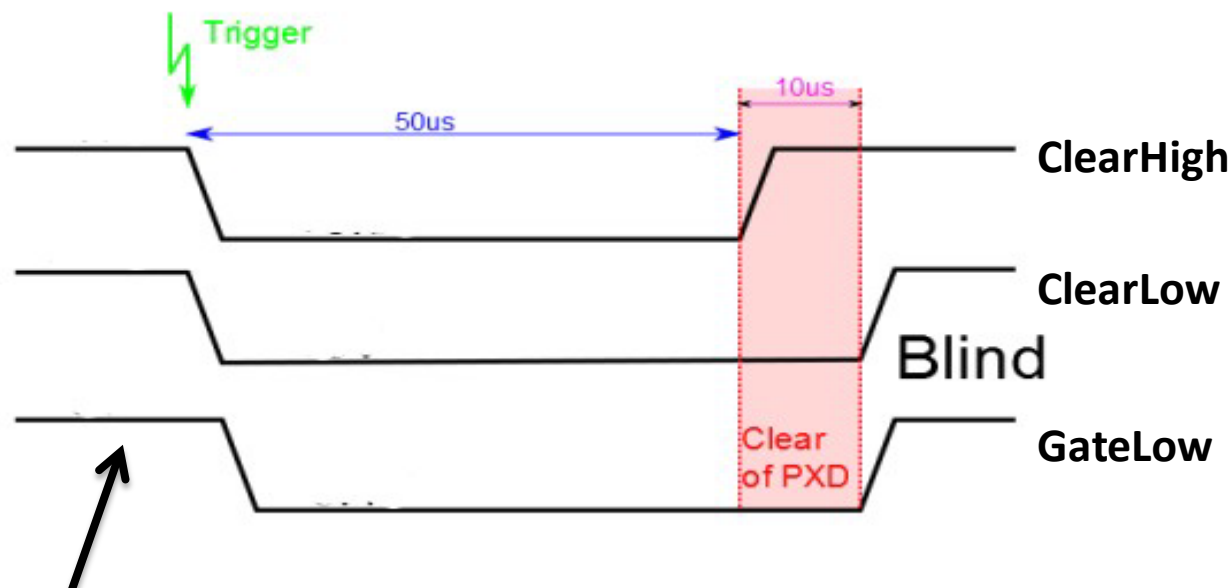 Trigger
10us
50us
ClearHigh
ClearLow
Blind
Clear
of PXD
GateLow